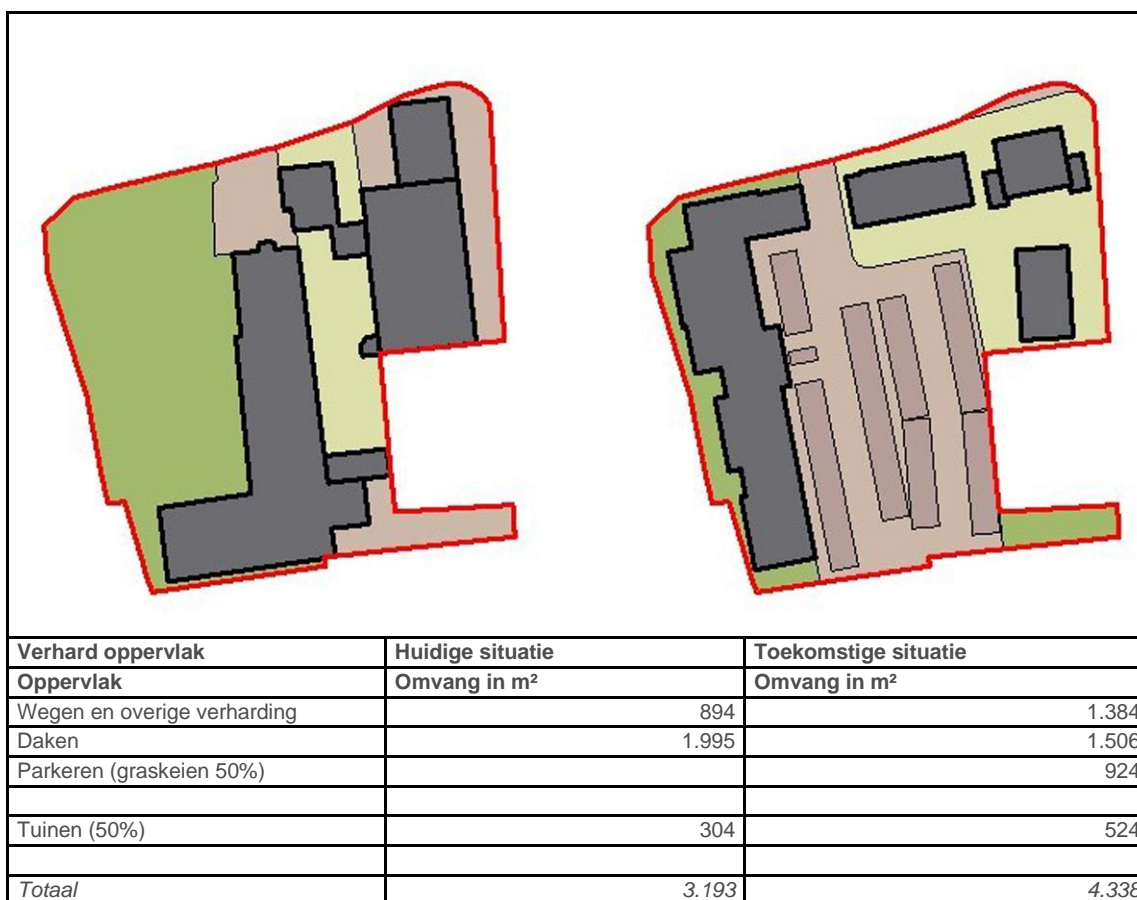 Verhard oppervlak Huidige situatie Toekomstige situatie
Oppervlak Omvang in m² Omvang in m²
Wegen en overige verharding 894 1.384
Daken 1.995 1.506
Parkeren (graskeien 50%) 924
Tuinen (50%) 304 524
Totaal 3.193 4.338